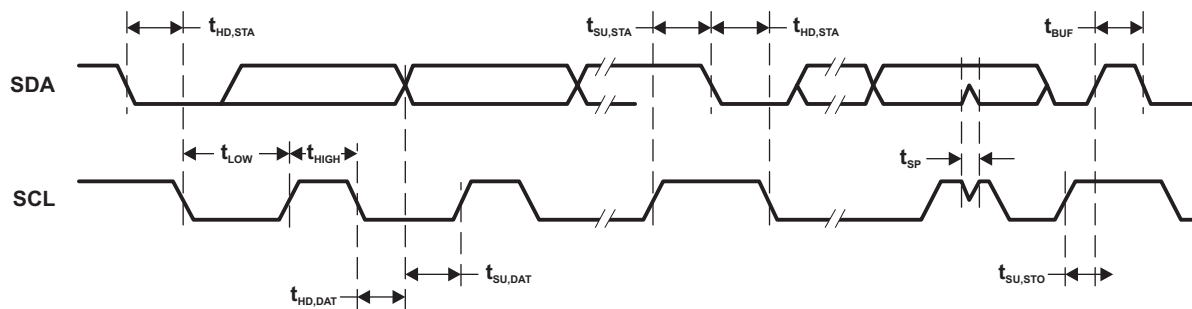 tHD,STA
tSU,STA
tHD,STA
tBUF
SDA
tLOW
tHIGH
tSP
SCL
tSU,DAT
tSU,STO
tHD,DAT